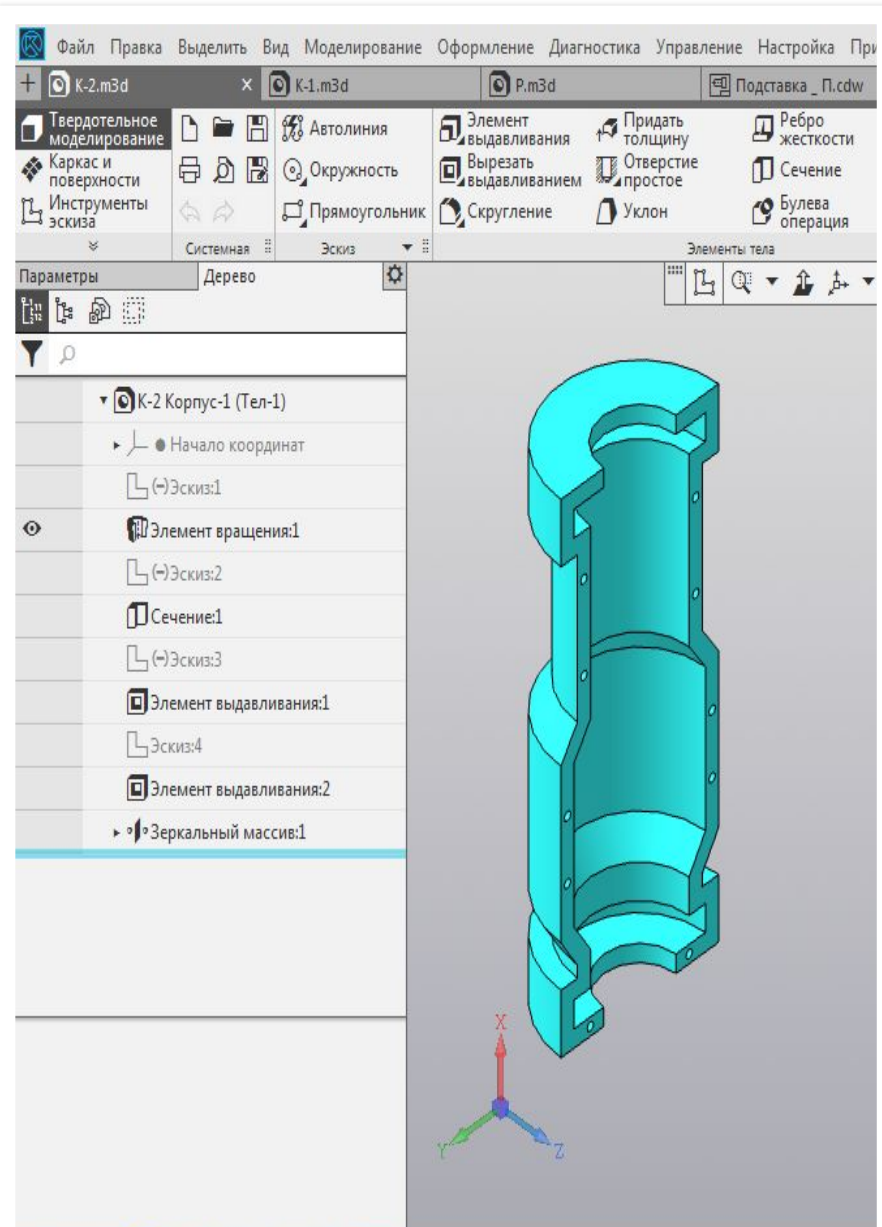 Файл Правка Выделить Вид Моделирование Оформление Диагностика Управление Настройка При
K-2.m3d × K-1.m3d P.m3d Подставка _ П.cdw
Твердотельное моделирование
Каркас и поверхности
Инструменты эскиза
Системная
Автолиния
Окружность
Прямоугольник
Эскиз
Элемент выдавливания
Вырезать выдавливанием
Скругление
Придать толщину
Отверстие простое
Уклон
Ребро жесткости
Сечение
Булева операция
Элементы тела
Параметры Дерево
К-2 Корпус-1 (Тел-1)
Начало координат
(-)Эскиз:1
Элемент вращения:1
(-)Эскиз:2
Сечение:1
(-)Эскиз:3
Элемент выдавливания:1
Эскиз:4
Элемент выдавливания:2
Зеркальный массив:1
X
Y
Z